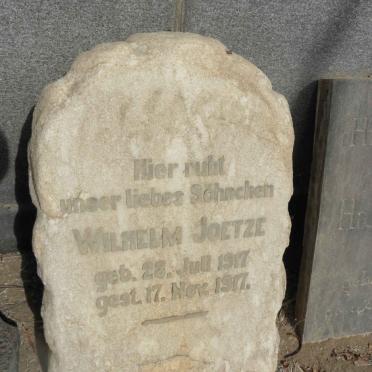 Hier ruht
unser liebes Söhnchen
WILHELM JOETZE
geb. 28. Juli 1917
gest. 17. Nov. 1917.